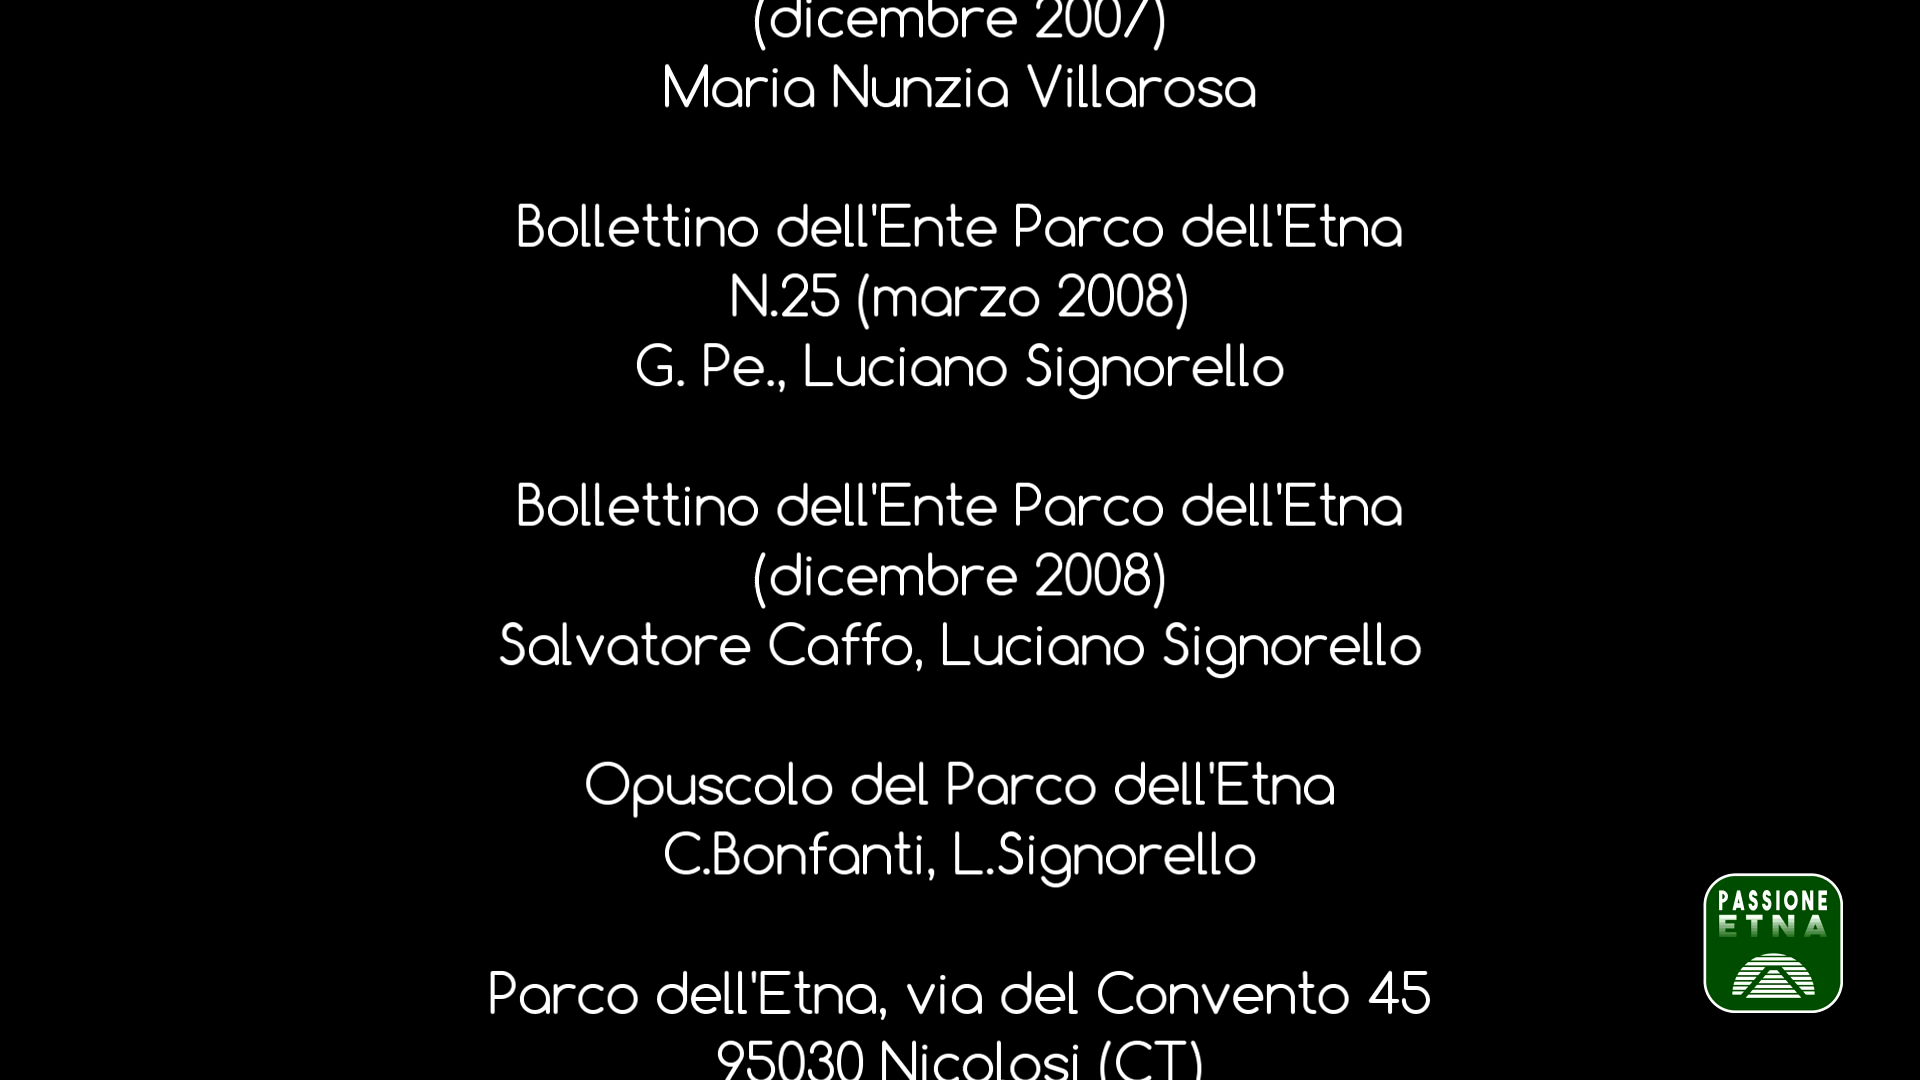 (dicembre 2007)
Maria Nunzia Villarosa
Bollettino dell'Ente Parco dell'Etna
N.25 (marzo 2008)
G. Pe., Luciano Signorello
Bollettino dell'Ente Parco dell'Etna
(dicembre 2008)
Salvatore Caffo, Luciano Signorello
Opuscolo del Parco dell'Etna
C.Bonfanti, L.Signorello
PASSIONE
ETNA
Parco dell'Etna, via del Convento 45
95030 Nicolosi (CT)